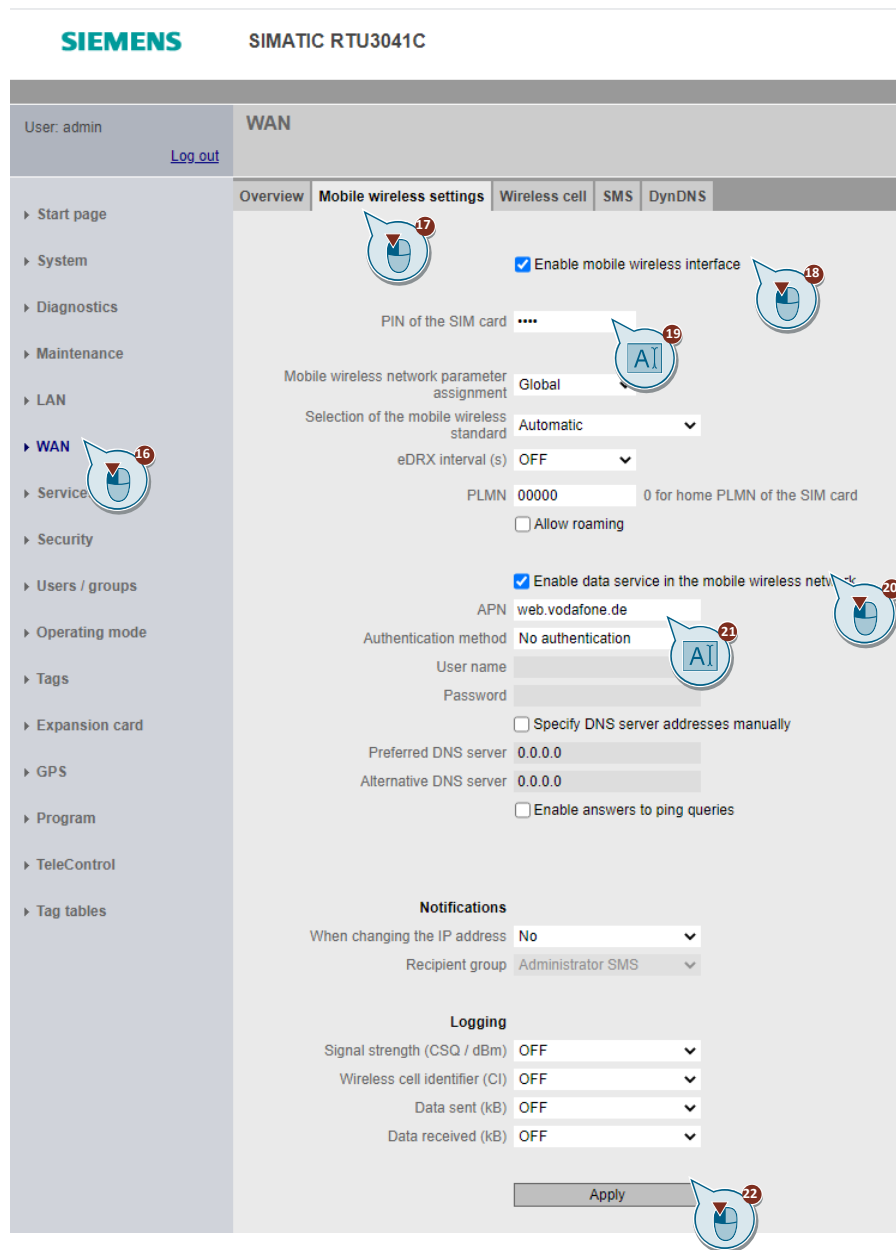 SIEMENS
SIMATIC RTU3041C
User: admin
Log out
WAN
Start page
System
Diagnostics
Maintenance
LAN
WAN
16
Service
Security
Users / groups
Operating mode
Tags
Expansion card
GPS
Program
TeleControl
Tag tables
Overview Mobile wireless settings Wireless cell SMS DynDNS
17
Enable mobile wireless interface
18
PIN of the SIM card ••••
19
A
Mobile wireless network parameter
assignment Global
Selection of the mobile wireless
standard Automatic
eDRX interval (s) OFF
PLMN 00000 0 for home PLMN of the SIM card
Allow roaming
Enable data service in the mobile wireless network
20
APN web.vodafone.de
Authentication method No authentication
21
A
User name
Password
Specify DNS server addresses manually
Preferred DNS server 0.0.0.0
Alternative DNS server 0.0.0.0
Enable answers to ping queries
Notifications
When changing the IP address No
Recipient group Administrator SMS
Logging
Signal strength (CSQ / dBm) OFF
Wireless cell identifier (CI) OFF
Data sent (kB) OFF
Data received (kB) OFF
Apply
22